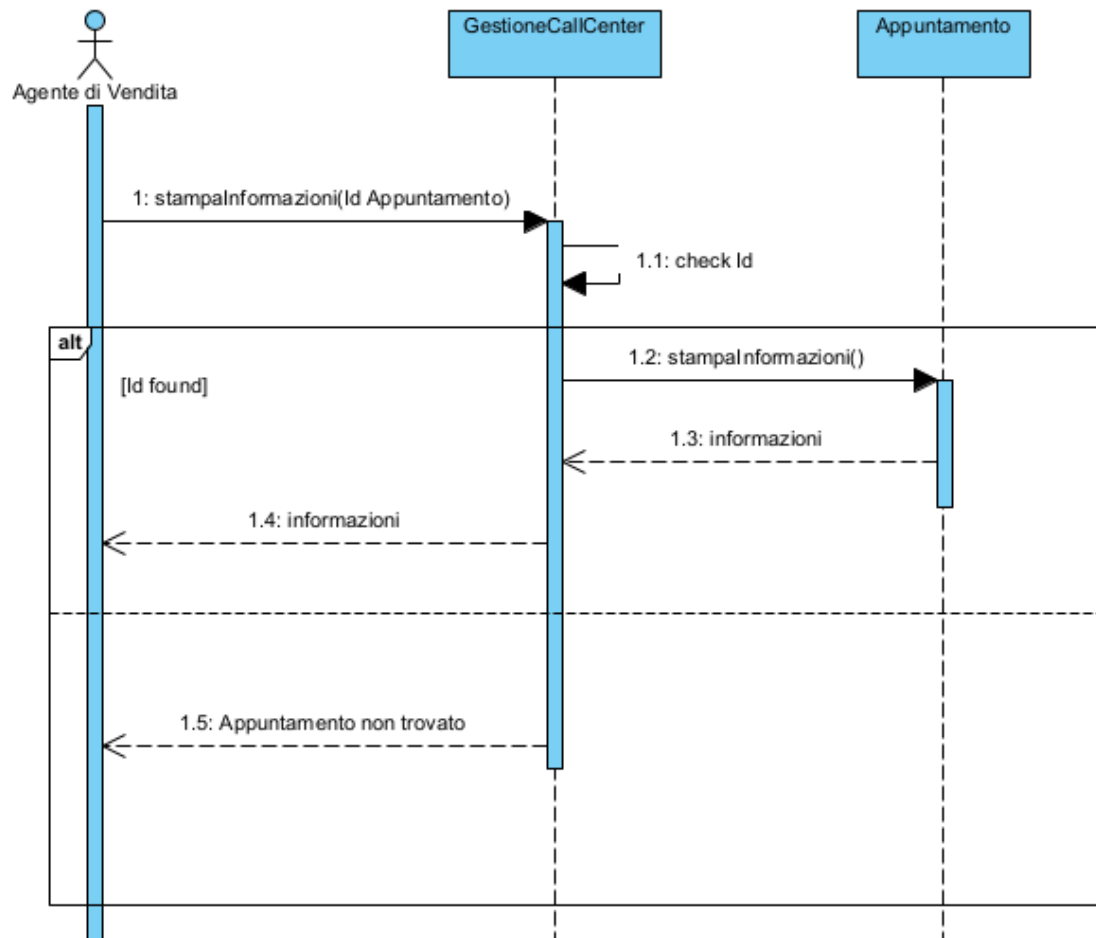 GestioneCallCenter
Appuntamento
Agente di Vendita
1: stampaInformazioni(Id Appuntamento)
1.1: check Id
alt
1.2: stampaInformazioni()
[Id found]
1.3: informazioni
1.4: informazioni
1.5: Appuntamento non trovato